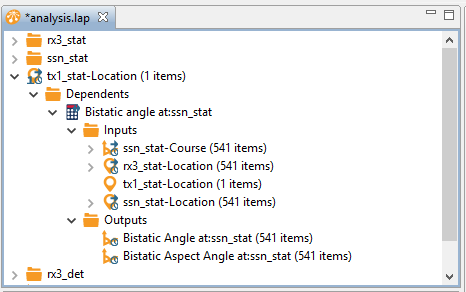 *analysis.lap
rx3_stat
ssn_stat
tx1_stat-Location (1 items)
Dependents
Bistatic angle at:ssn_stat
Inputs
ssn_stat-Course (541 items)
rx3_stat-Location (541 items)
tx1_stat-Location (1 items)
ssn_stat-Location (541 items)
Outputs
Bistatic Angle at:ssn_stat (541 items)
Bistatic Aspect Angle at:ssn_stat (541 items)
rx3_det